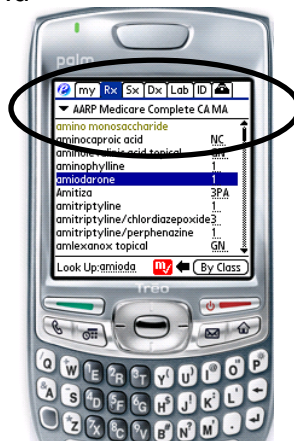 palm
my Rx Sx Dx Lab ID
AARP Medicare Complete CA MA
amino monosaccharide
aminocaproic acid NC
aminophylline 1
amiodarone 1
Amitiza 3PA
amitriptyline 1
amitriptyline/chlordiazepoxide 3
amitriptyline/perphenazine 1
amlexanox topical GN
Look Up: amioda my By Class
Treo
Q W E R T Y U I O P
A S D F G H J K L
Z X C V B N M